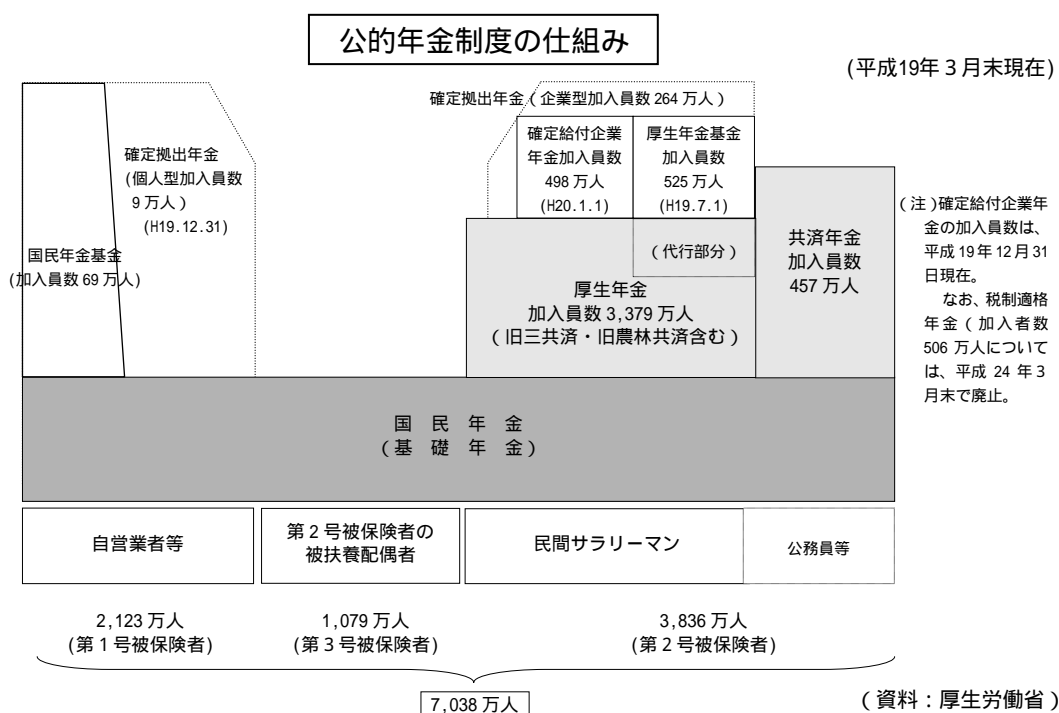 公的年金制度の仕組み
(平成19年3月末現在)
確定拠出年金(企業型加入員数264万人)
確定拠出年金
(個人型加入員数
9万人)
(H19.12.31)
国民年金基金
(加入員数69万人)
確定給付企業
年金加入員数
498万人
(H20.1.1)
厚生年金基金
加入員数
525万人
(H19.7.1)
(代行部分)
厚生年金
加入員数3,379万人
(旧三共済・旧農林共済含む)
共済年金
加入員数
457万人
(注)確定給付企業年
金の加入員数は、
平成19年12月31
日現在。
なお、税制適格
年金(加入者数
506万人については、平成24年3
月末で廃止。
国民年金
(基礎年金)
自営業者等
第2号被保険者の
被扶養配偶者
民間サラリーマン
公務員等
2,123万人
(第1号被保険者)
1,079万人
(第3号被保険者)
3,836万人
(第2号被保険者)
7,038万人
(資料:厚生労働省)